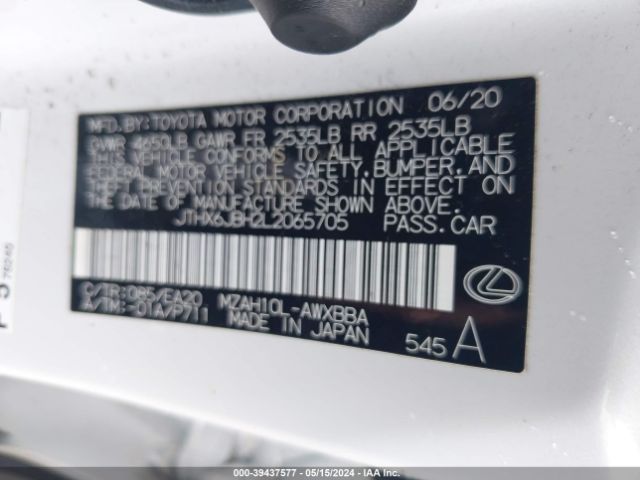 MFD. BY: TOYOTA MOTOR CORPORATION 06/20
GVWR 4650LB GAWR FR 2535LB RR 2535LB
THIS VEHICLE CONFORMS TO ALL APPLICABLE
FEDERAL MOTOR VEHICLE SAFETY, BUMPER, AND
THEFT PREVENTION STANDARDS IN EFFECT ON
THE DATE OF MANUFACTURE SHOWN ABOVE.
JTHX6JBH2L2065705 PASS. CAR
C/TR: 085/EA20 MZAH10L-AWXBBA
A/TM: -01A/P711 MADE IN JAPAN
545 A
76245
000-39437577 - 05/15/2024 - IAA Inc.